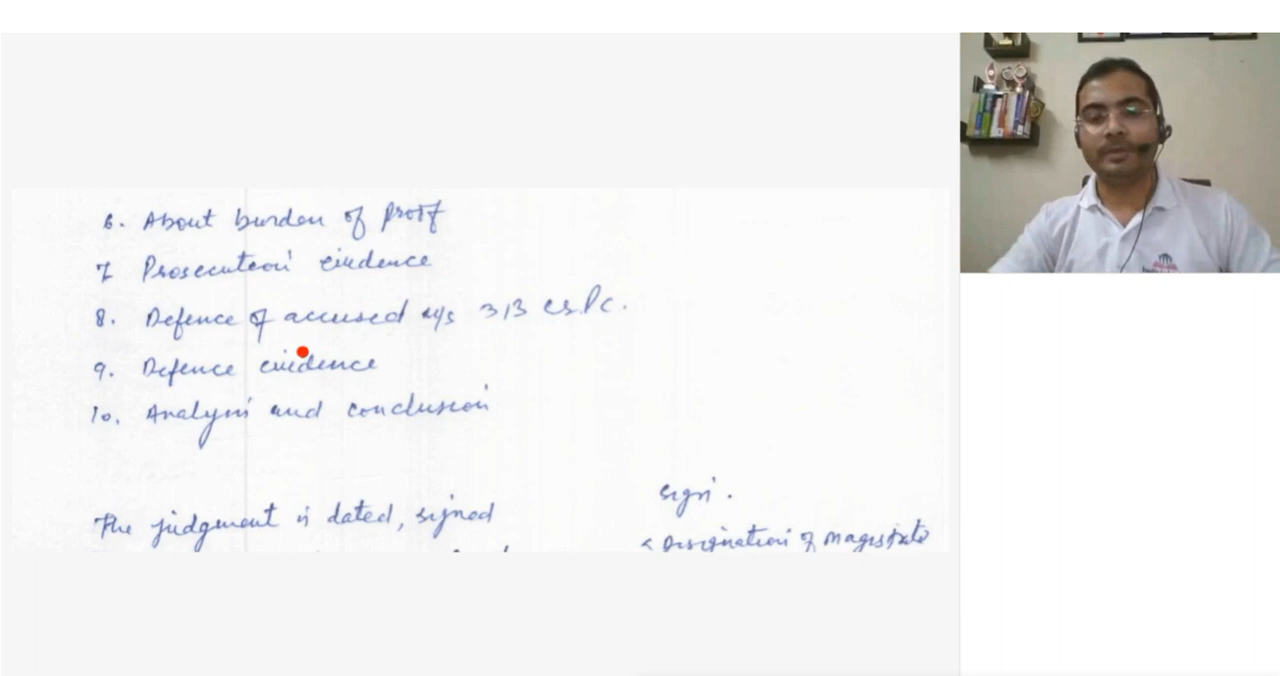 6. About burden of proof
7 Prosecution evidence
8. Defence of accused u/s 313 Cr.P.C.
9. Defence evidence
10. Analysis and conclusion
sign.
The judgment is dated, signed
< Designation of magistrate